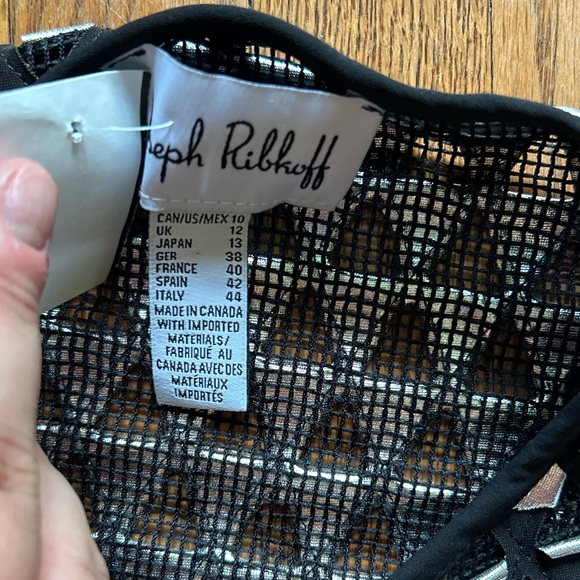 seph Ribkoff
CAN/US/MEX 10
UK 12
JAPAN 13
GER 38
FRANCE 40
SPAIN 42
ITALY 44
MADE IN CANADA
WITH IMPORTED
MATERIALS/
FABRIQUÉ AU
CANADA AVEC DES
MATÉRIAUX
IMPORTÉS